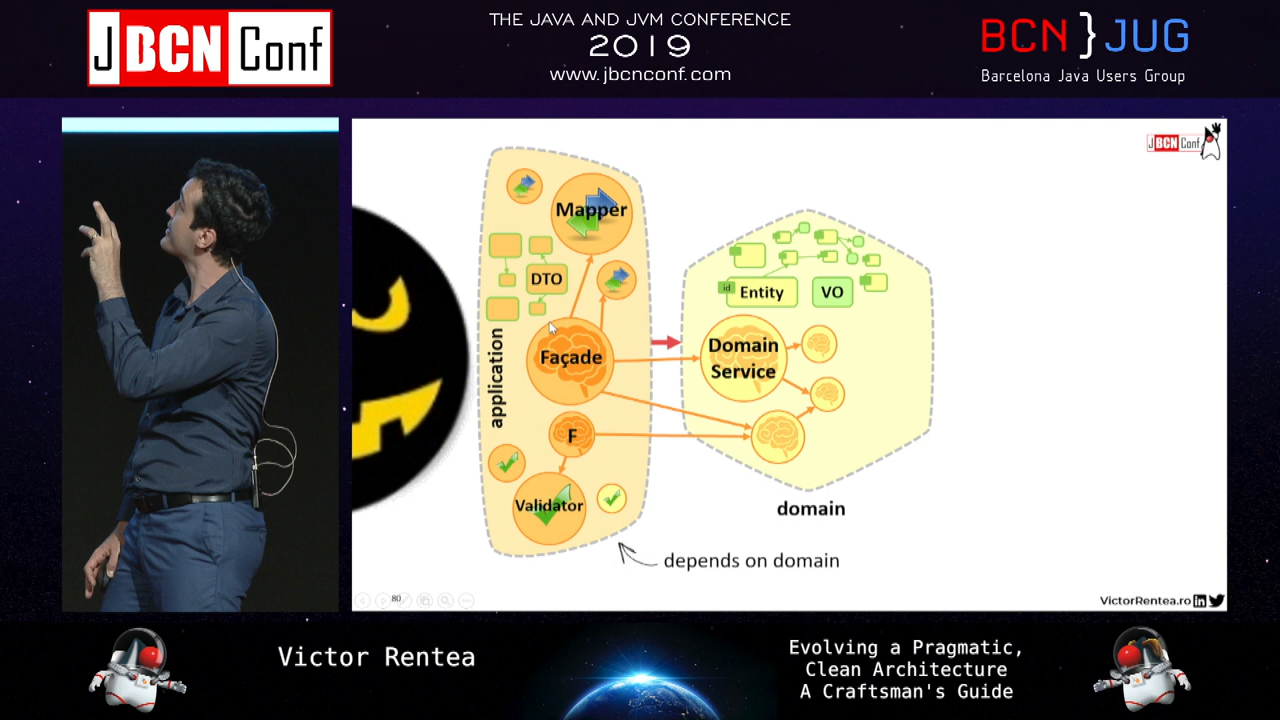 JBCNConf
THE JAVA AND JVM CONFERENCE
2019
www.jbcnconf.com
BCN}JUG
Barcelona Java Users Group
JBCNConf
Mapper
DTO
Façade
application
F
Validator
id
Entity
VO
Domain
Service
domain
depends on domain
80
VictorRentea.ro
Victor Rentea
Evolving a Pragmatic,
Clean Architecture
A Craftsman's Guide